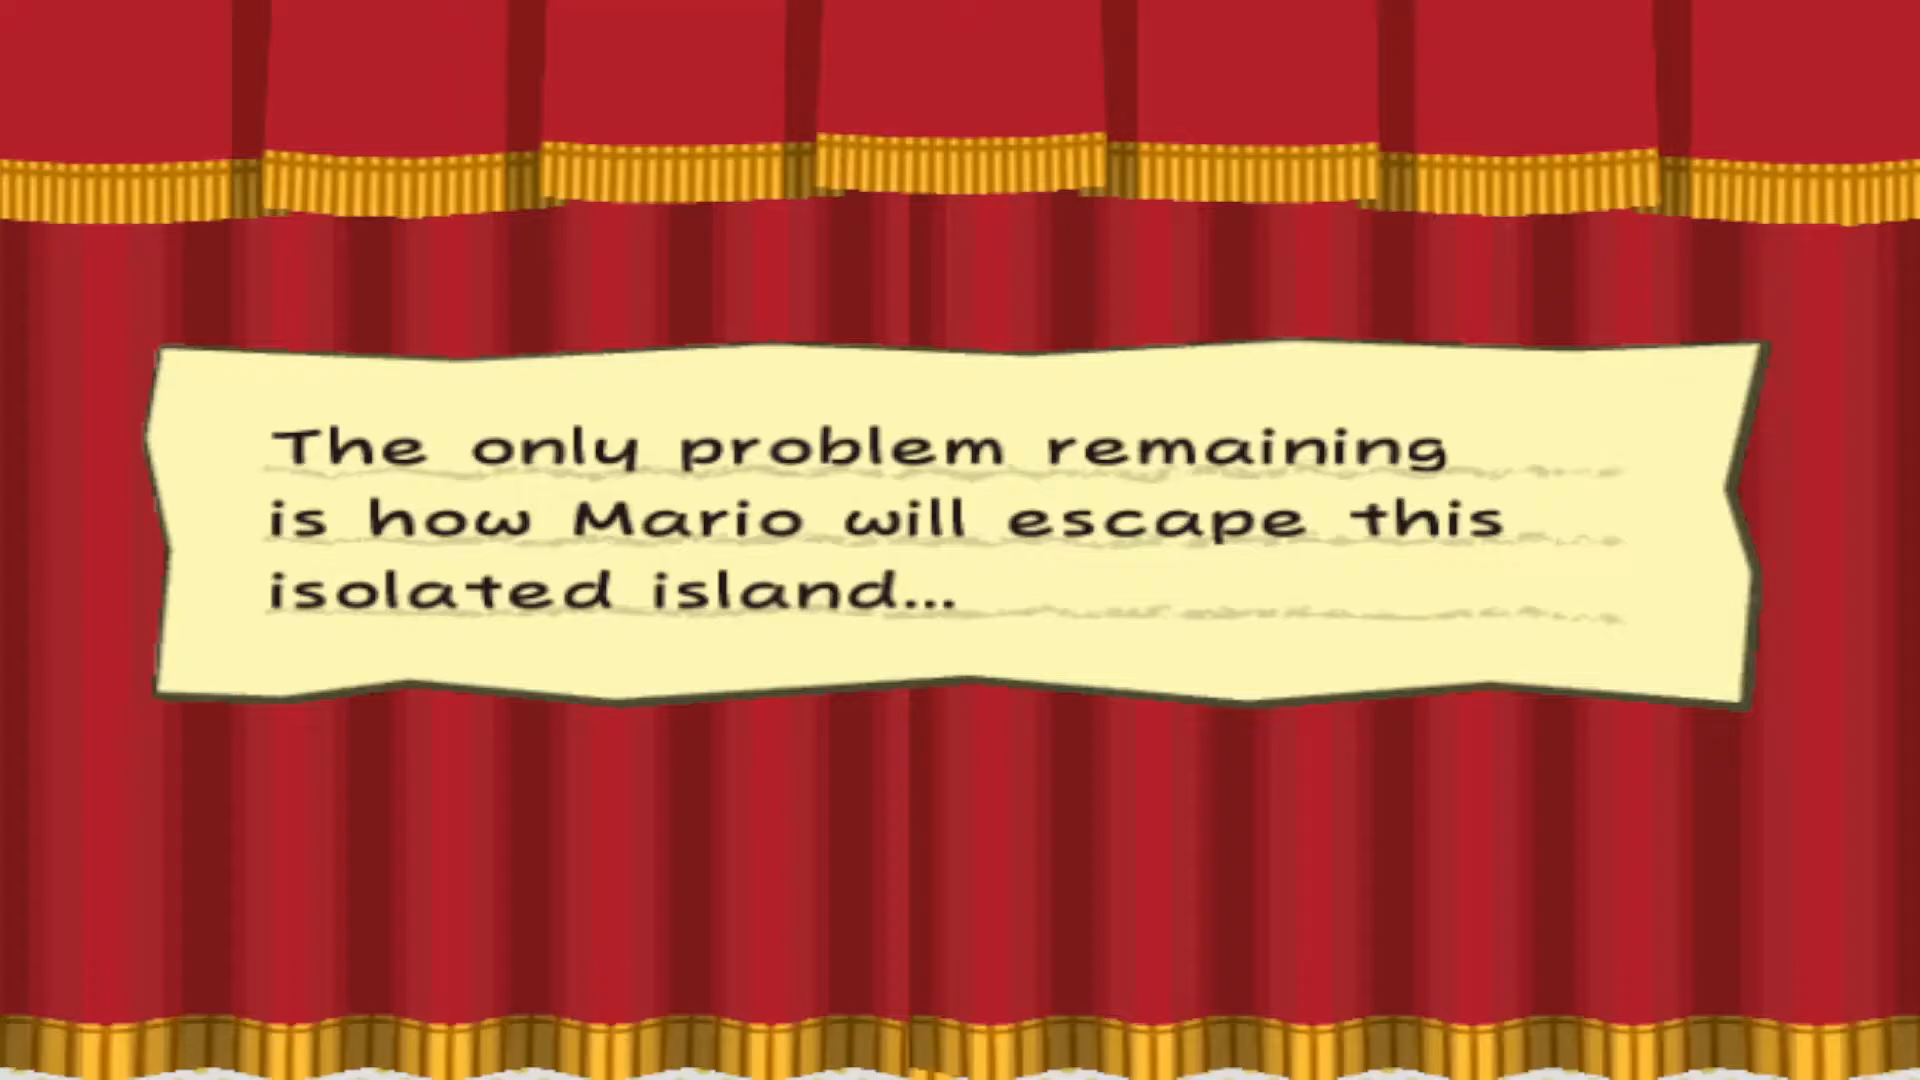 The only problem remaining
is how Mario will escape this
isolated island...